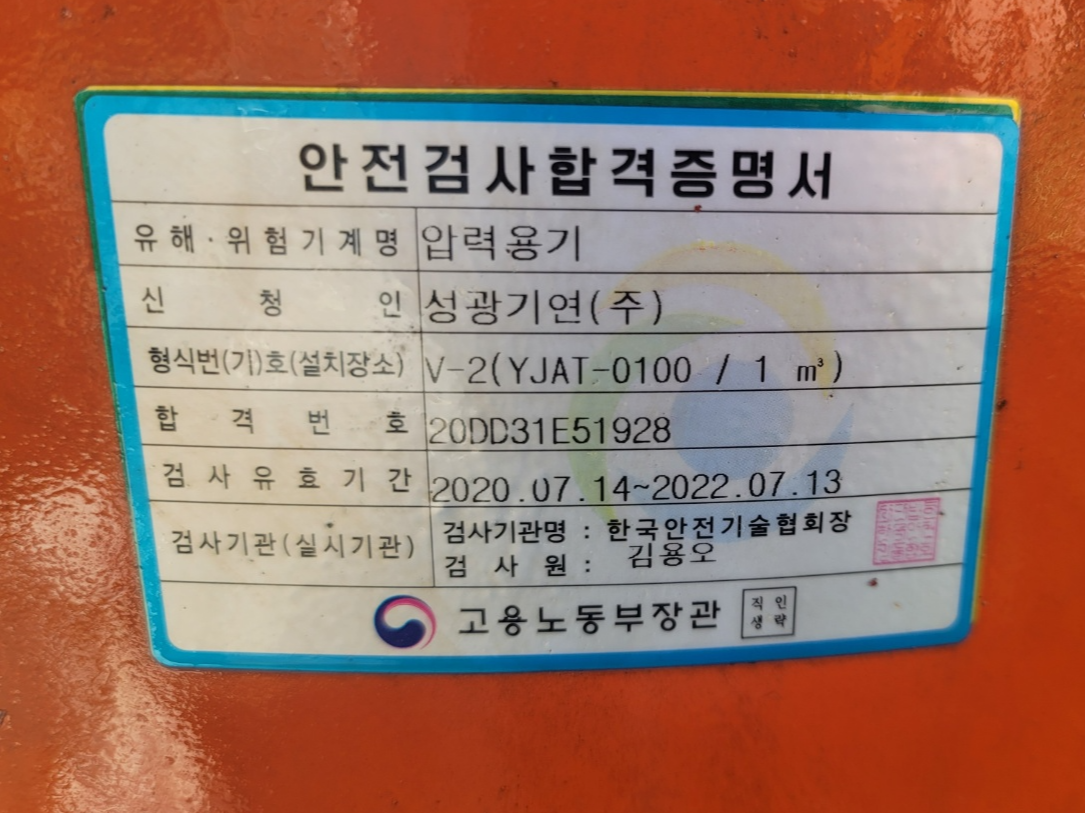 안전검사합격증명서
유해·위험기계명 압력용기
신청인 성광기연(주)
형식번(기)호(설치장소) V-2(YJAT-0100 / 1 m³)
합격번호 20DD31E51928
검사유효기간 2020.07.14~2022.07.13
검사기관(실시기관) 검사기관명 : 한국안전기술협회장
검사원 : 김용오
고용노동부장관 직인
생략